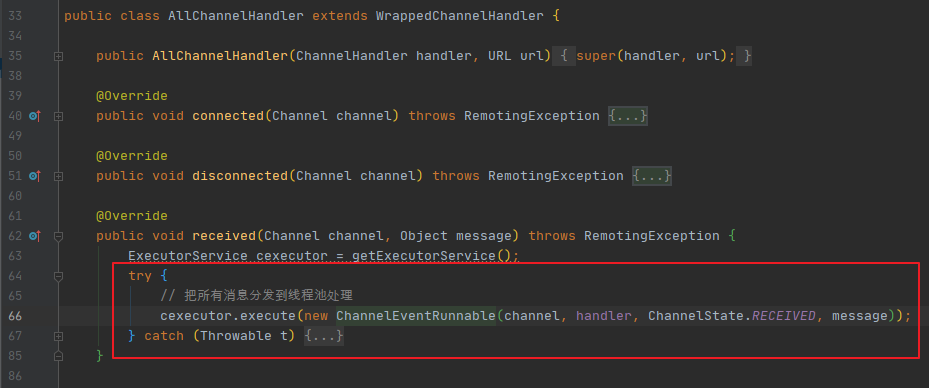 33 public class AllChannelHandler extends WrappedChannelHandler {
34
35 public AllChannelHandler(ChannelHandler handler, URL url) { super(handler, url); }
38
39 @Override
40 public void connected(Channel channel) throws RemotingException {...}
49
50 @Override
51 public void disconnected(Channel channel) throws RemotingException {...}
60
61 @Override
62 public void received(Channel channel, Object message) throws RemotingException {
63 ExecutorService cexecutor = getExecutorService();
64 try {
65 // 把所有消息分发到线程池处理
66 cexecutor.execute(new ChannelEventRunnable(channel, handler, ChannelState.RECEIVED, message));
67 } catch (Throwable t) {...}
85 }
86